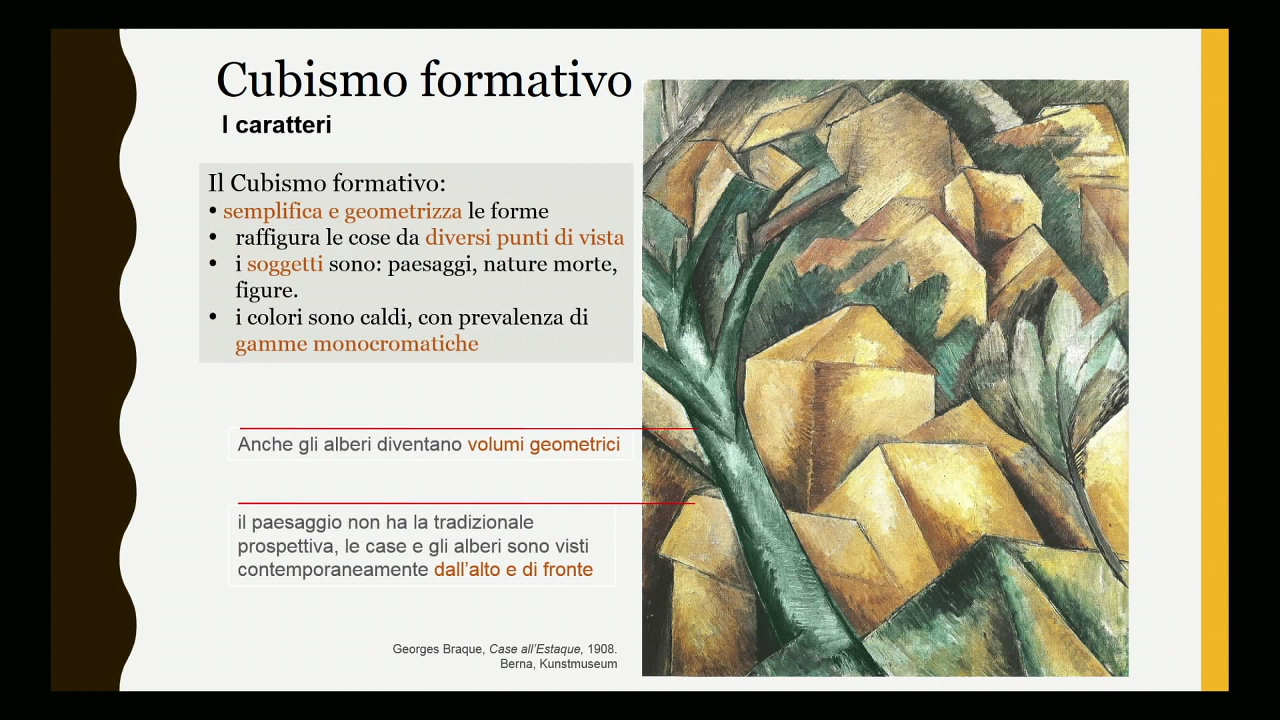 Cubismo formativo
I caratteri
Il Cubismo formativo:
• semplifica e geometrizza le forme
• raffigura le cose da diversi punti di vista
• i soggetti sono: paesaggi, nature morte,
figure.
• i colori sono caldi, con prevalenza di
gamme monocromatiche
Anche gli alberi diventano volumi geometrici
il paesaggio non ha la tradizionale
prospettiva, le case e gli alberi sono visti
contemporaneamente dall’alto e di fronte
Georges Braque, Case all’Estaque, 1908.
Berna, Kunstmuseum